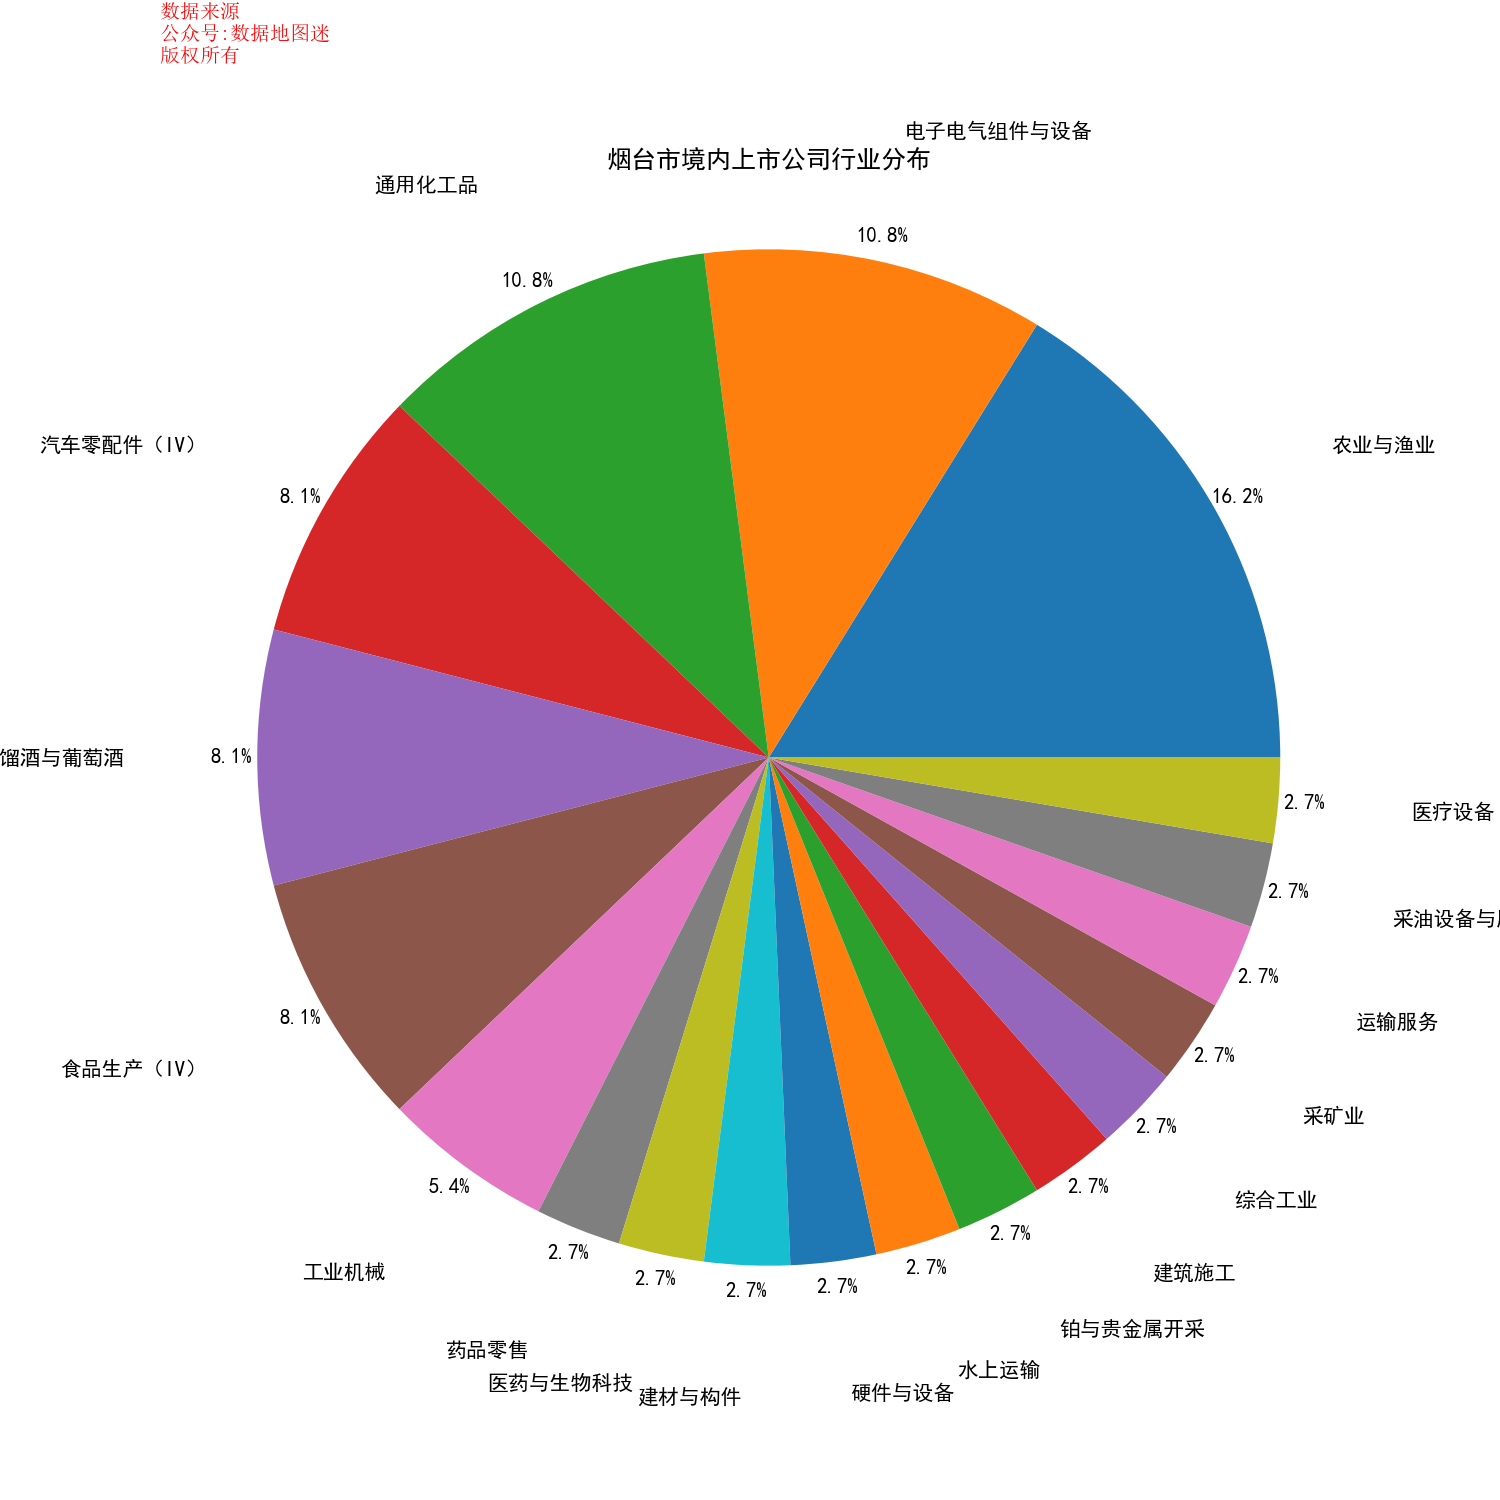 数据来源
公众号:数据地图迷
版权所有
电子电气组件与设备
烟台市境内上市公司行业分布
通用化工品
10.8%
10.8%
汽车零配件（IV）
农业与渔业
8.1%
16.2%
馏酒与葡萄酒
8.1%
2.7%
医疗设备
2.7%
采油设备与
2.7%
8.1%
运输服务
食品生产（IV）
2.7%
采矿业
2.7%
5.4%
2.7%
综合工业
2.7%
2.7%
2.7%
2.7%
2.7%
2.7%
工业机械
建筑施工
铂与贵金属开采
药品零售
水上运输
医药与生物科技
建材与构件
硬件与设备